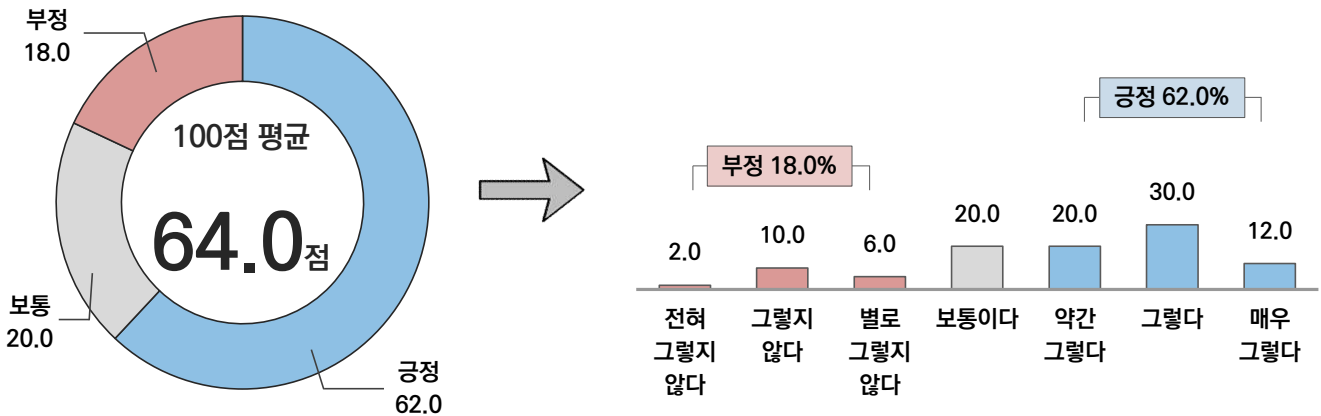 부정
18.0
100점 평균
64.0점
보통
20.0
긍정
62.0
부정 18.0%
긍정 62.0%
2.0
10.0
6.0
20.0
20.0
30.0
12.0
전혀
그렇지
않다
그렇지
않다
별로
그렇지
않다
보통이다
약간
그렇다
그렇다
매우
그렇다